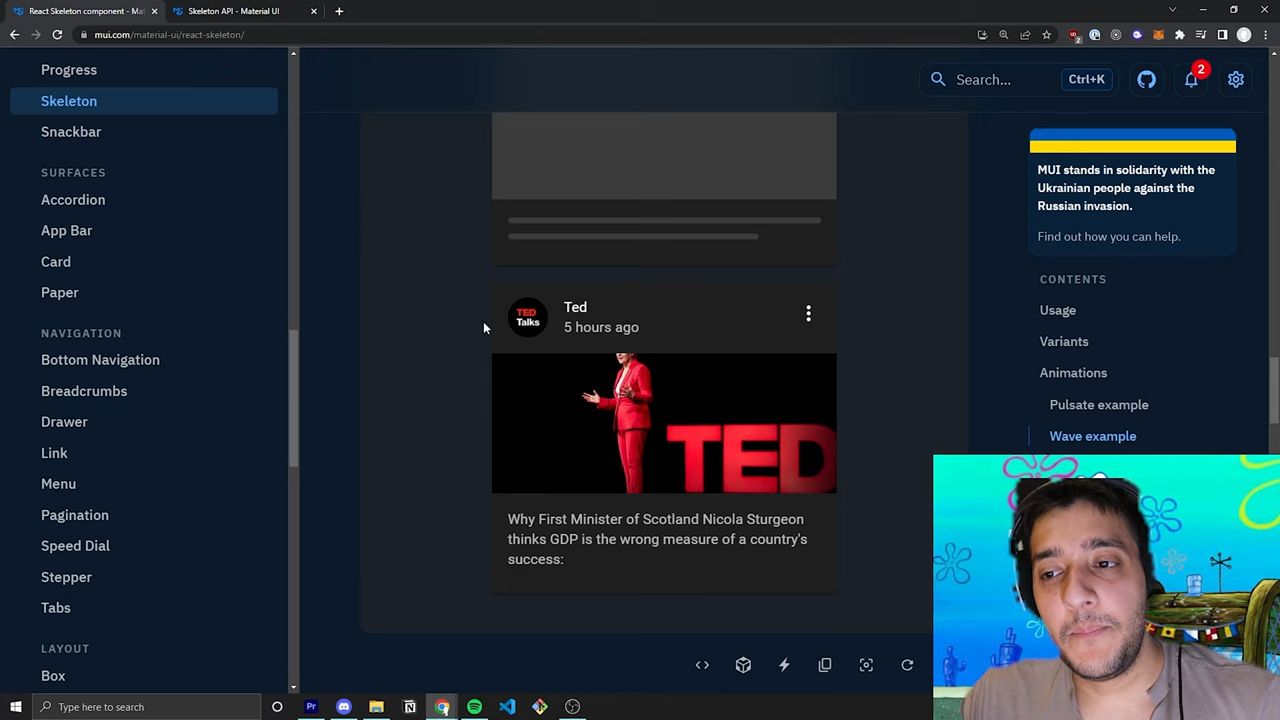 React Skeleton component - Ma
Skeleton API - Material UI
mui.com/material-ui/react-skeleton/
2
Progress
Skeleton
Snackbar
SURFACES
Accordion
App Bar
Card
Paper
NAVIGATION
Bottom Navigation
Breadcrumbs
Drawer
Link
Menu
Pagination
Speed Dial
Stepper
Tabs
LAYOUT
Box
Search...
Ctrl+K
2
TED
Talks
Ted
5 hours ago
TED
Why First Minister of Scotland Nicola Sturgeon
thinks GDP is the wrong measure of a country's
success:
MUI stands in solidarity with the
Ukrainian people against the
Russian invasion.
Find out how you can help.
CONTENTS
Usage
Variants
Animations
Pulsate example
Wave example
Type here to search
Pr